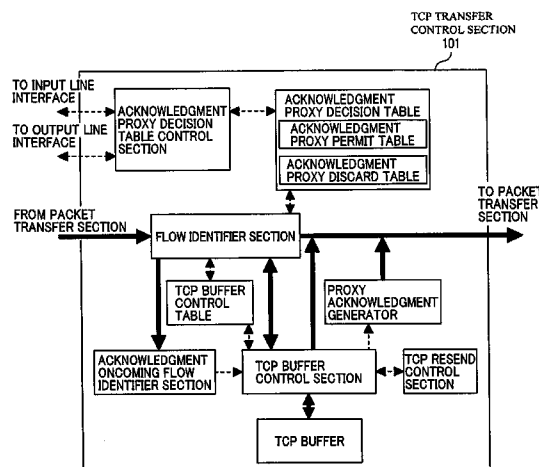 TCP TRANSFER
CONTROL SECTION
101
TO INPUT LINE
INTERFACE
TO OUTPUT LINE
INTERFACE
ACKNOWLEDGMENT
PROXY DECISION
TABLE CONTROL
SECTION
ACKNOWLEDGMENT
PROXY DECISION TABLE
ACKNOWLEDGMENT
PROXY PERMIT TABLE
ACKNOWLEDGMENT
PROXY DISCARD TABLE
TO PACKET
TRANSFER
SECTION
FROM PACKET
TRANSFER SECTION
FLOW IDENTIFIER SECTION
TCP BUFFER
CONTROL
TABLE
PROXY
ACKNOWLEDGMENT
GENERATOR
ACKNOWLEDGMENT
ONCOMING FLOW
IDENTIFIER SECTION
TCP BUFFER
CONTROL SECTION
TCP RESEND
CONTROL
SECTION
TCP BUFFER